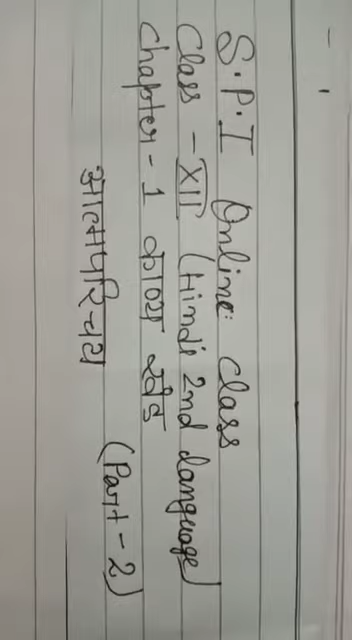 S.P.I Online: class
Class - XII (Hindi 2nd language)
Chapter - 1 काव्य खंड
आत्मपरिचय
(Part - 2)